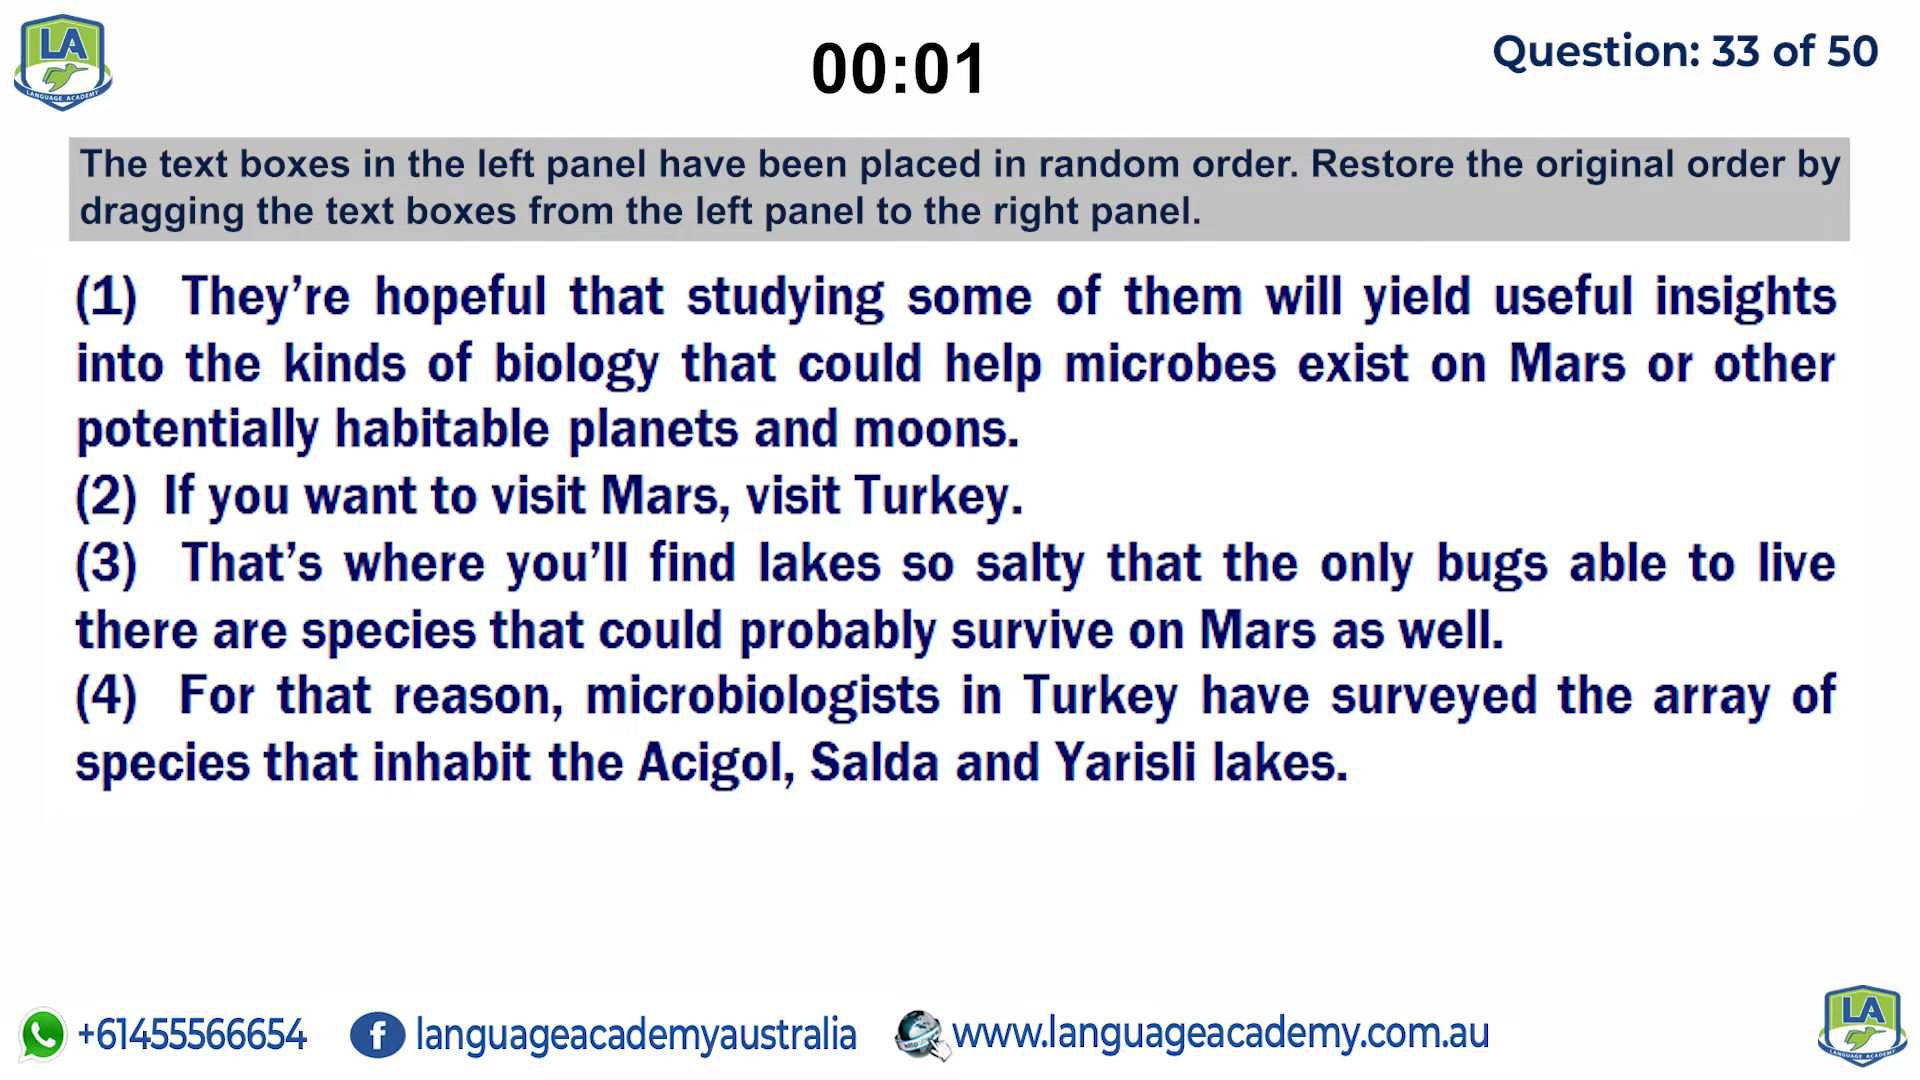 LA
LANGUAGE ACADEMY
00:01
Question: 33 of 50
The text boxes in the left panel have been placed in random order. Restore the original order by
dragging the text boxes from the left panel to the right panel.
(1) They’re hopeful that studying some of them will yield useful insights
into the kinds of biology that could help microbes exist on Mars or other
potentially habitable planets and moons.
(2) If you want to visit Mars, visit Turkey.
(3) That’s where you’ll find lakes so salty that the only bugs able to live
there are species that could probably survive on Mars as well.
(4) For that reason, microbiologists in Turkey have surveyed the array of
species that inhabit the Acigol, Salda and Yarisli lakes.
+61455566654 f languageacademyaustralia www.languageacademy.com.au
LA
LANGUAGE ACADEMY